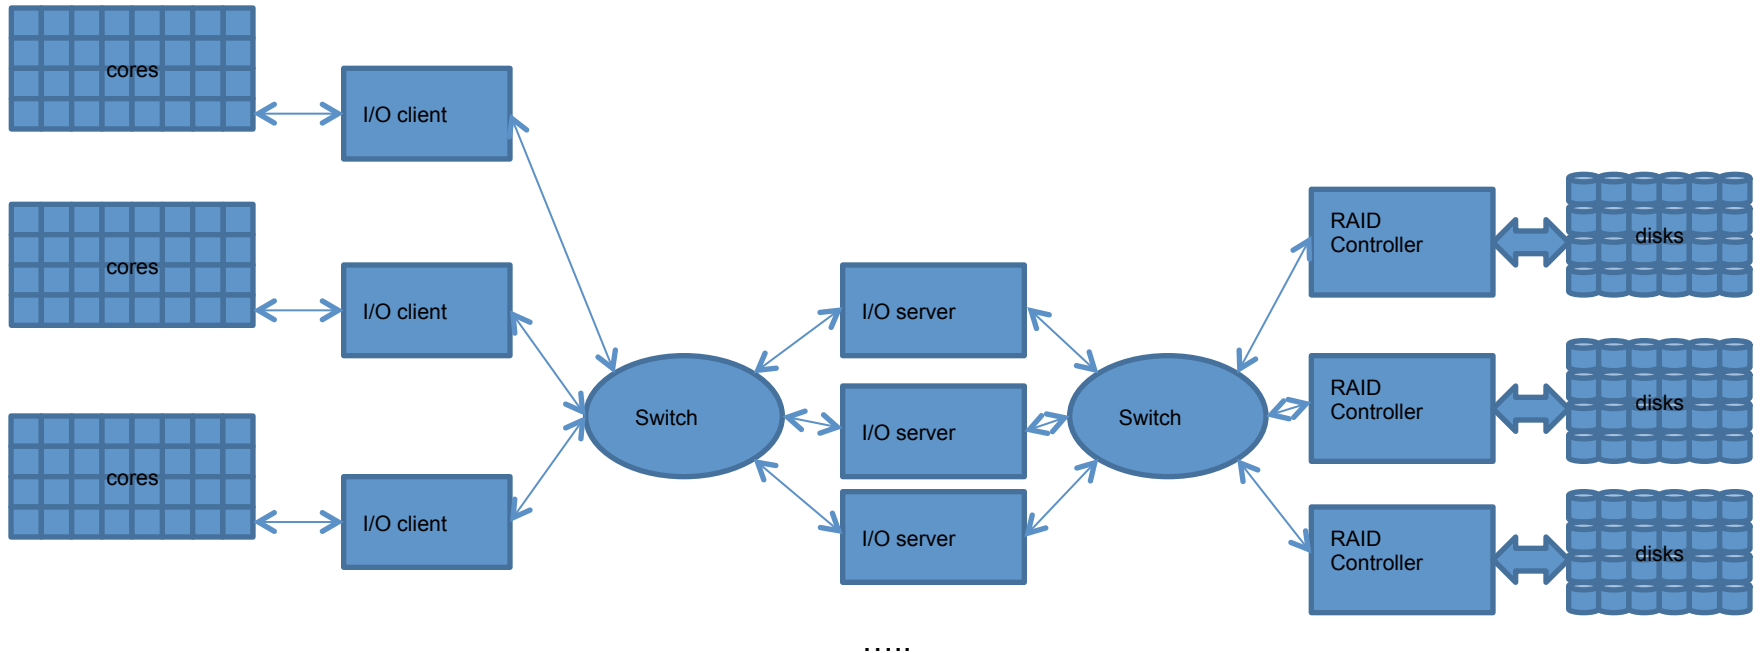 cores
I/O client
cores
I/O client
cores
I/O client
Switch
I/O server
I/O server
I/O server
Switch
RAID
Controller
disks
RAID
Controller
disks
RAID
Controller
disks
.....